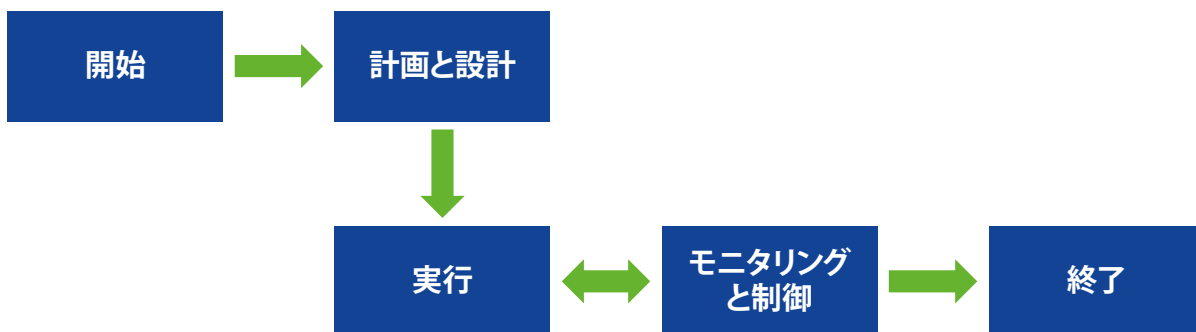 開始
計画と設計
実行
モニタリング
と制御
終了